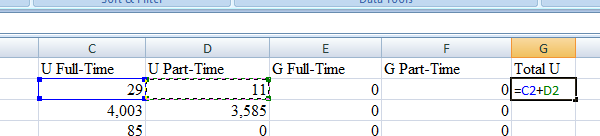 Sort & Filter Data Tools
C D E F G
U Full-Time U Part-Time G Full-Time G Part-Time Total U
29 11 0 0 =C2+D2
4,003 3,585 0 0
85 0 0 0